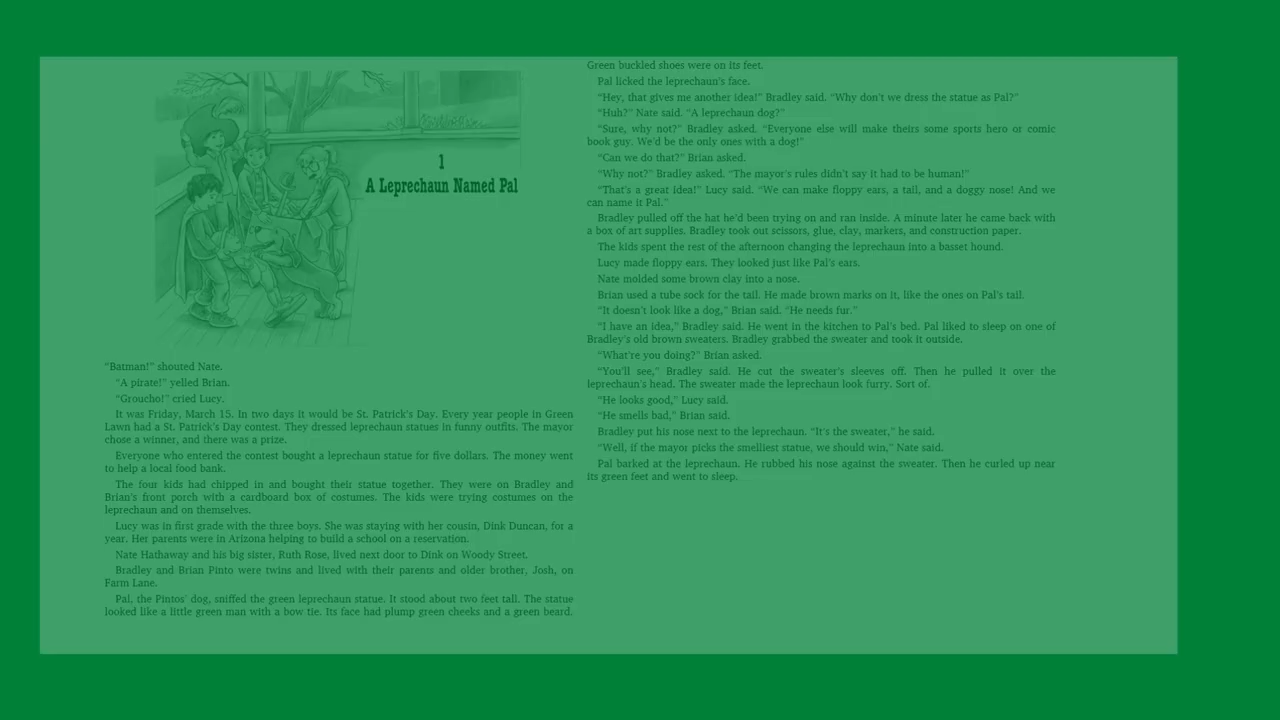 1
A Leprechaun Named Pal
“Batman!” shouted Nate.
“A pirate!” yelled Brian.
“Groucho!” cried Lucy.
It was Friday, March 15. In two days it would be St. Patrick’s Day. Every year people in Green
Lawn had a St. Patrick’s Day contest. They dressed leprechaun statues in funny outfits. The mayor
chose a winner, and there was a prize.
Everyone who entered the contest bought a leprechaun statue for five dollars. The money went
to help a local food bank.
The four kids had chipped in and bought their statue together. They were on Bradley and
Brian’s front porch with a cardboard box of costumes. The kids were trying costumes on the
leprechaun and on themselves.
Lucy was in first grade with the three boys. She was staying with her cousin, Dink Duncan, for a
year. Her parents were in Arizona helping to build a school on a reservation.
Nate Hathaway and his big sister, Ruth Rose, lived next door to Dink on Woody Street.
Bradley and Brian Pinto were twins and lived with their parents and older brother, Josh, on
Farm Lane.
Pal, the Pintos’ dog, sniffed the green leprechaun statue. It stood about two feet tall. The statue
looked like a little green man with a bow tie. Its face had plump green cheeks and a green beard.
Green buckled shoes were on its feet.
Pal licked the leprechaun’s face.
“Hey, that gives me another idea!” Bradley said. “Why don’t we dress the statue as Pal?”
“Huh?” Nate said. “A leprechaun dog?”
“Sure, why not?” Bradley asked. “Everyone else will make theirs some sports hero or comic
book guy. We’d be the only ones with a dog!”
“Can we do that?” Brian asked.
“Why not?” Bradley asked. “The mayor’s rules didn’t say it had to be human!”
“That’s a great idea!” Lucy said. “We can make floppy ears, a tail, and a doggy nose! And we
can name it Pal.”
Bradley pulled off the hat he’d been trying on and ran inside. A minute later he came back with
a box of art supplies. Bradley took out scissors, glue, clay, markers, and construction paper.
The kids spent the rest of the afternoon changing the leprechaun into a basset hound.
Lucy made floppy ears. They looked just like Pal’s ears.
Nate molded some brown clay into a nose.
Brian used a tube sock for the tail. He made brown marks on it, like the ones on Pal’s tail.
“It doesn’t look like a dog,” Brian said. “He needs fur.”
“I have an idea,” Bradley said. He went in the kitchen to Pal’s bed. Pal liked to sleep on one of
Bradley’s old brown sweaters. Bradley grabbed the sweater and took it outside.
“What’re you doing?” Brian asked.
“You’ll see,” Bradley said. He cut the sweater’s sleeves off. Then he pulled it over the
leprechaun’s head. The sweater made the leprechaun look furry. Sort of.
“He looks good,” Lucy said.
“He smells bad,” Brian said.
Bradley put his nose next to the leprechaun. “It’s the sweater,” he said.
“Well, if the mayor picks the smelliest statue, we should win,” Nate said.
Pal barked at the leprechaun. He rubbed his nose against the sweater. Then he curled up near
its green feet and went to sleep.